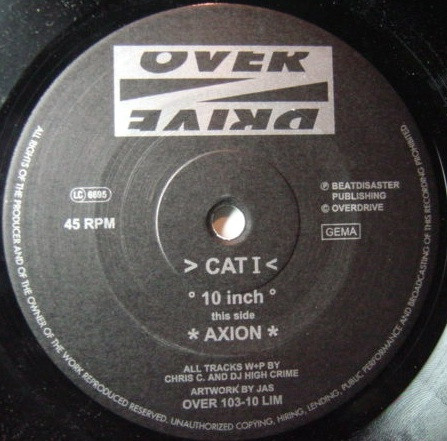 OVER
DRIVE
LC 6605
45 RPM
℗ BEATDISASTER
PUBLISHING
© OVERDRIVE
GEMA
> CAT I <
° 10 inch °
this side
* AXION *
ALL TRACKS W+P BY
CHRIS C. AND DJ HIGH CRIME
ARTWORK BY JAS
OVER 103-10 LIM
ALL RIGHTS OF THE PRODUCER AND OF THE OWNER OF THE WORK REPRODUCED RESERVED. UNAUTHORIZED COPYING, HIRING, LENDING, PUBLIC PERFORMANCE AND BROADCASTING OF THIS RECORDING PROHIBITED